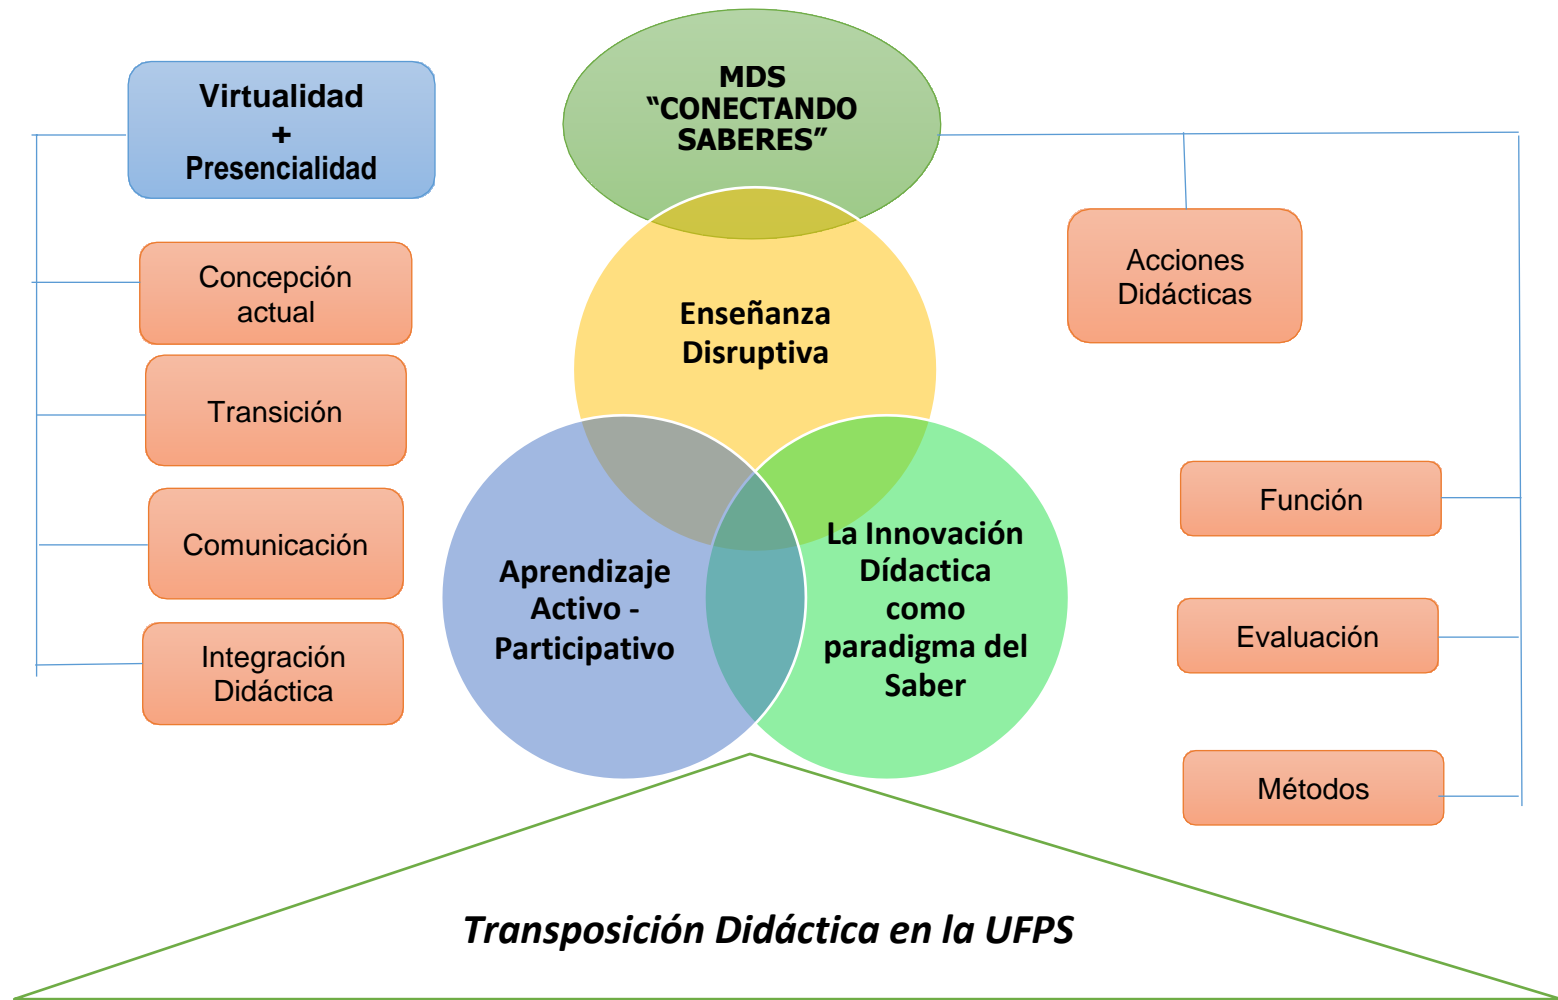 Virtualidad
+
Presencialidad
Concepción
actual
Transición
Comunicación
Integración
Didáctica
MDS
“CONECTANDO
SABERES”
Enseñanza
Disruptiva
Aprendizaje
Activo -
Participativo
La Innovación
Dídactica
como
paradigma del
Saber
Acciones
Didácticas
Función
Evaluación
Métodos
Transposición Didáctica en la UFPS